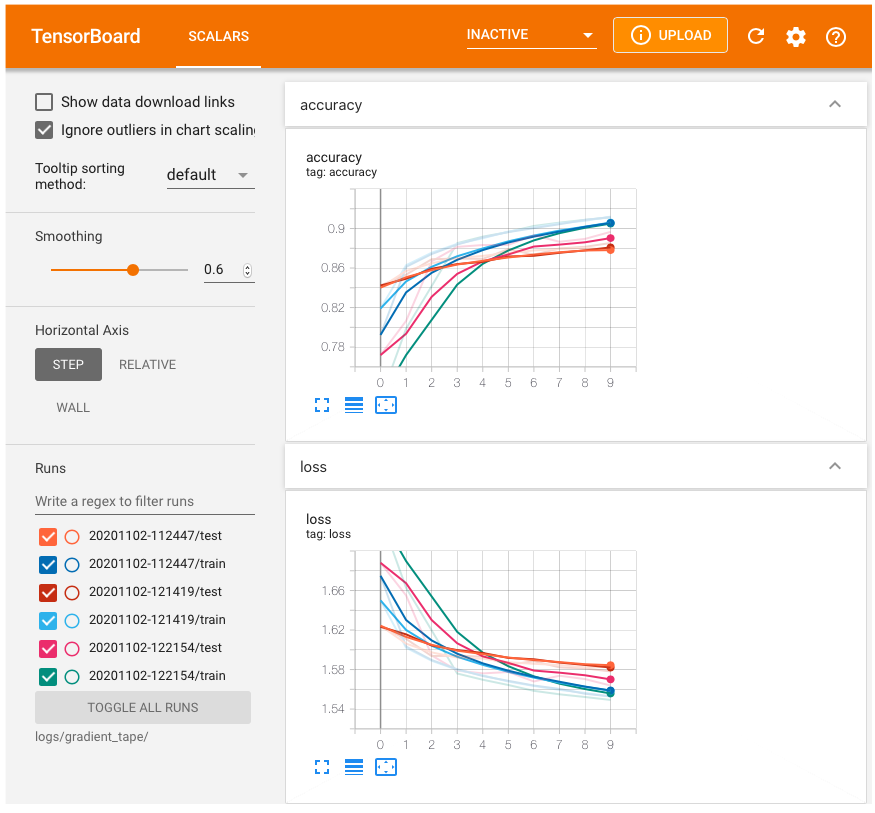 TensorBoard
SCALARS
INACTIVE
UPLOAD
Show data download links
Ignore outliers in chart scaling
Tooltip sorting
method:
default
Smoothing
0.6
Horizontal Axis
STEP
RELATIVE
WALL
Runs
Write a regex to filter runs
20201102-112447/test
20201102-112447/train
20201102-121419/test
20201102-121419/train
20201102-122154/test
20201102-122154/train
TOGGLE ALL RUNS
logs/gradient_tape/
accuracy
accuracy
tag: accuracy
0.9
0.86
0.82
0.78
0 1 2 3 4 5 6 7 8 9
loss
loss
tag: loss
1.66
1.62
1.58
1.54
0 1 2 3 4 5 6 7 8 9